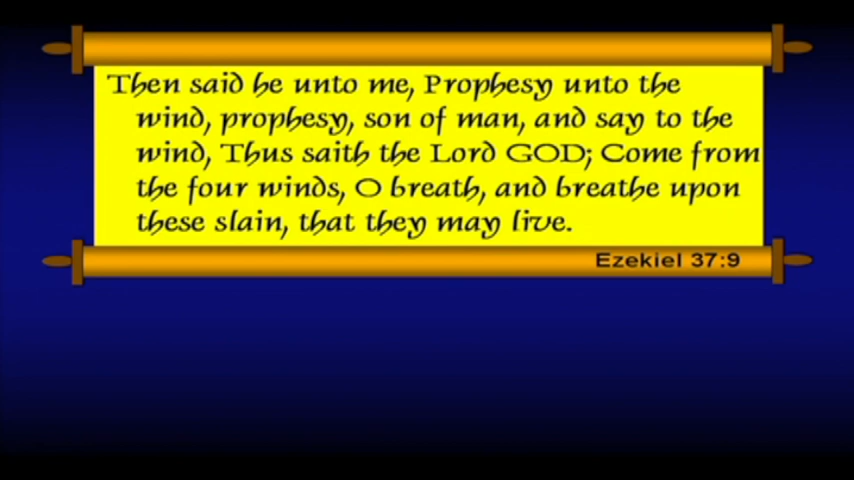 Then said he unto me, Prophesy unto the
wind, prophesy, son of man, and say to the
wind, Thus saith the Lord GOD; Come from
the four winds, O breath, and breathe upon
these slain, that they may live.
Ezekiel 37:9